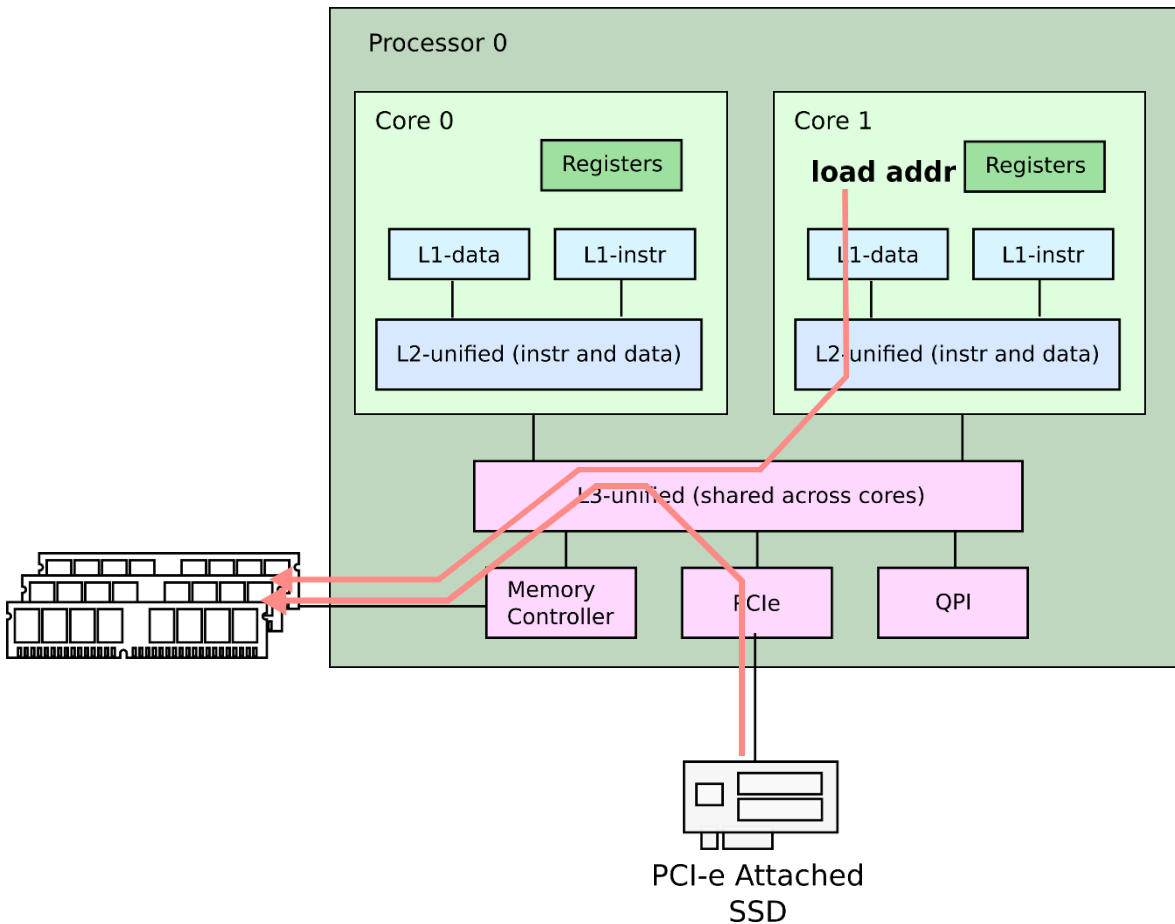 Processor 0
Core 0
Registers
L1-data
L1-instr
L2-unified (instr and data)
Core 1
load addr
Registers
L1-data
L1-instr
L2-unified (instr and data)
L3-unified (shared across cores)
Memory
Controller
PCIe
QPI
PCI-e Attached
SSD